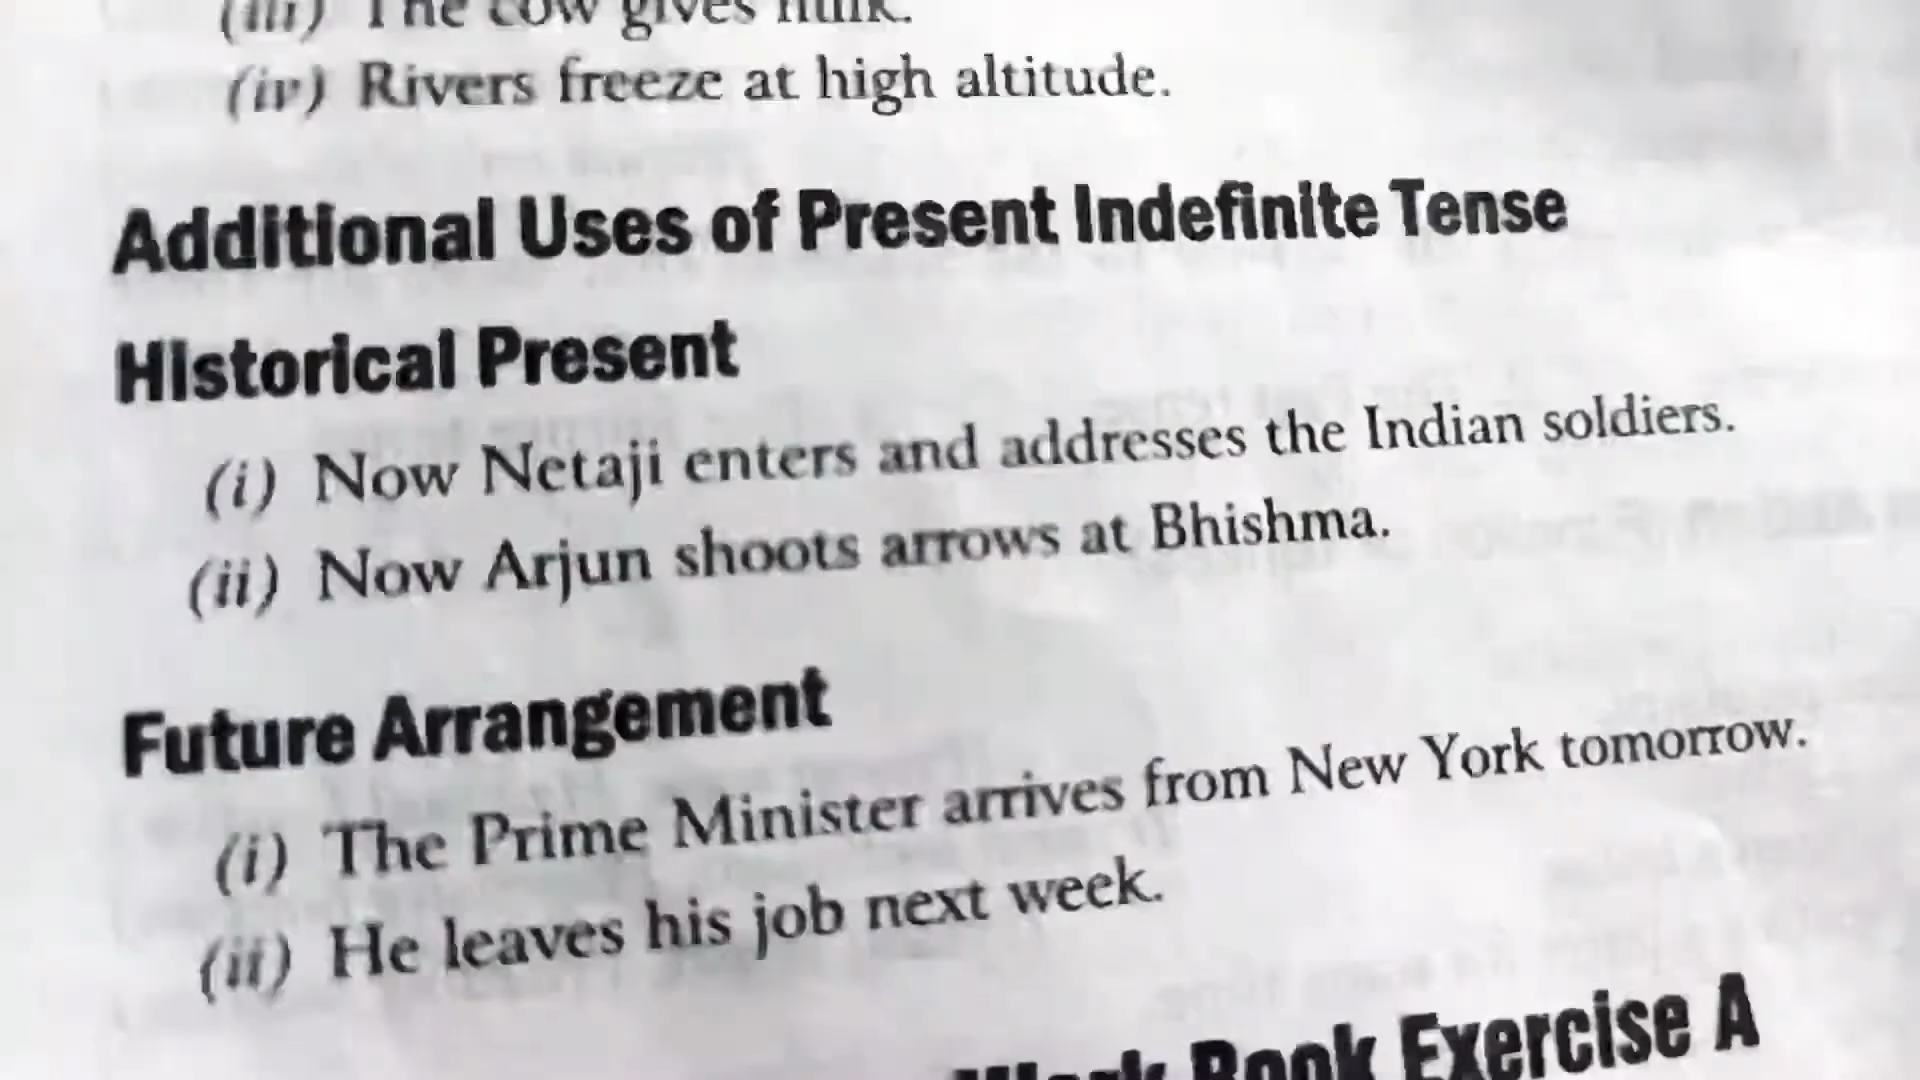 (iii) The cow gives milk.
(iv) Rivers freeze at high altitude.
Additional Uses of Present Indefinite Tense
Historical Present
(i) Now Netaji enters and addresses the Indian soldiers.
(ii) Now Arjun shoots arrows at Bhishma.
Future Arrangement
(i) The Prime Minister arrives from New York tomorrow.
(ii) He leaves his job next week.
Work Book Exercise A